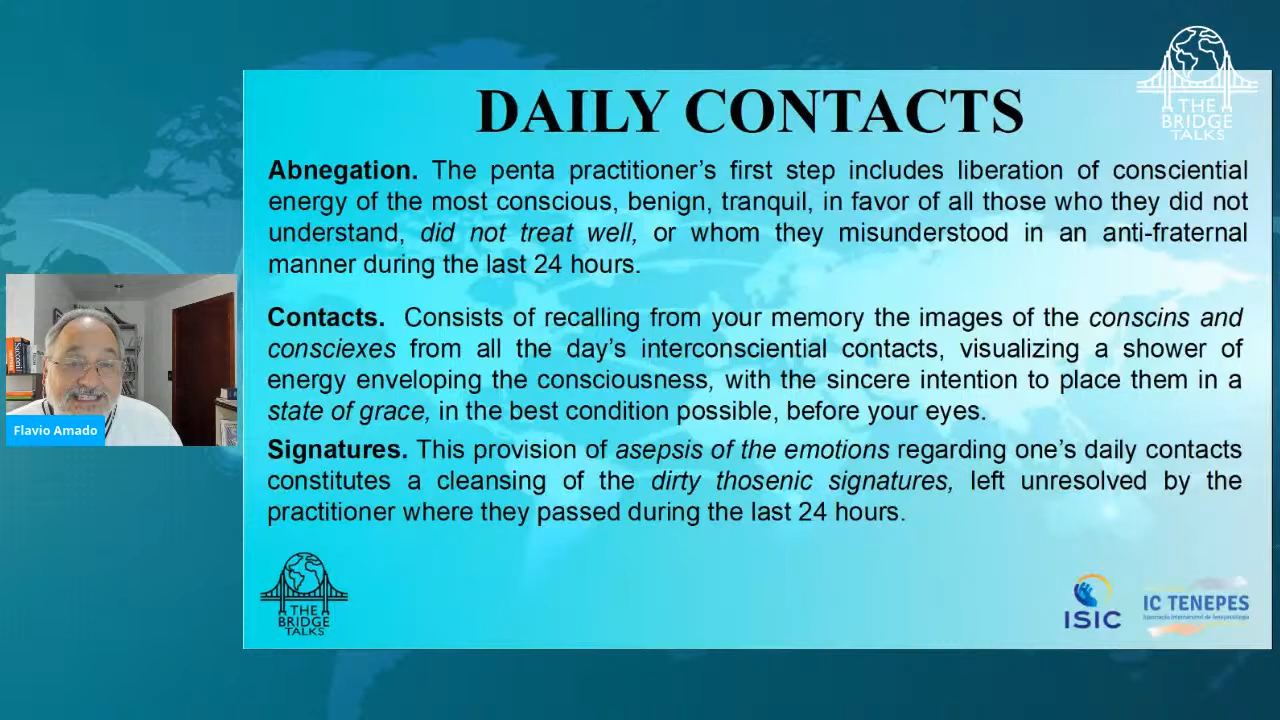 THE
BRIDGE
TALKS
DAILY CONTACTS
Abnegation. The penta practitioner's first step includes liberation of consciential
energy of the most conscious, benign, tranquil, in favor of all those who they did not
understand, did not treat well, or whom they misunderstood in an anti-fraternal
manner during the last 24 hours.
Contacts. Consists of recalling from your memory the images of the conscins and
consciexes from all the day's interconsciential contacts, visualizing a shower of
energy enveloping the consciousness, with the sincere intention to place them in a
state of grace, in the best condition possible, before your eyes.
Signatures. This provision of asepsis of the emotions regarding one's daily contacts
constitutes a cleansing of the dirty thosenic signatures, left unresolved by the
practitioner where they passed during the last 24 hours.
Sarceni
Flavio Amado
THE
BRIDGE
TALKS
ISIC
IC TENEPES
Associação Internacional de Tenepessologia